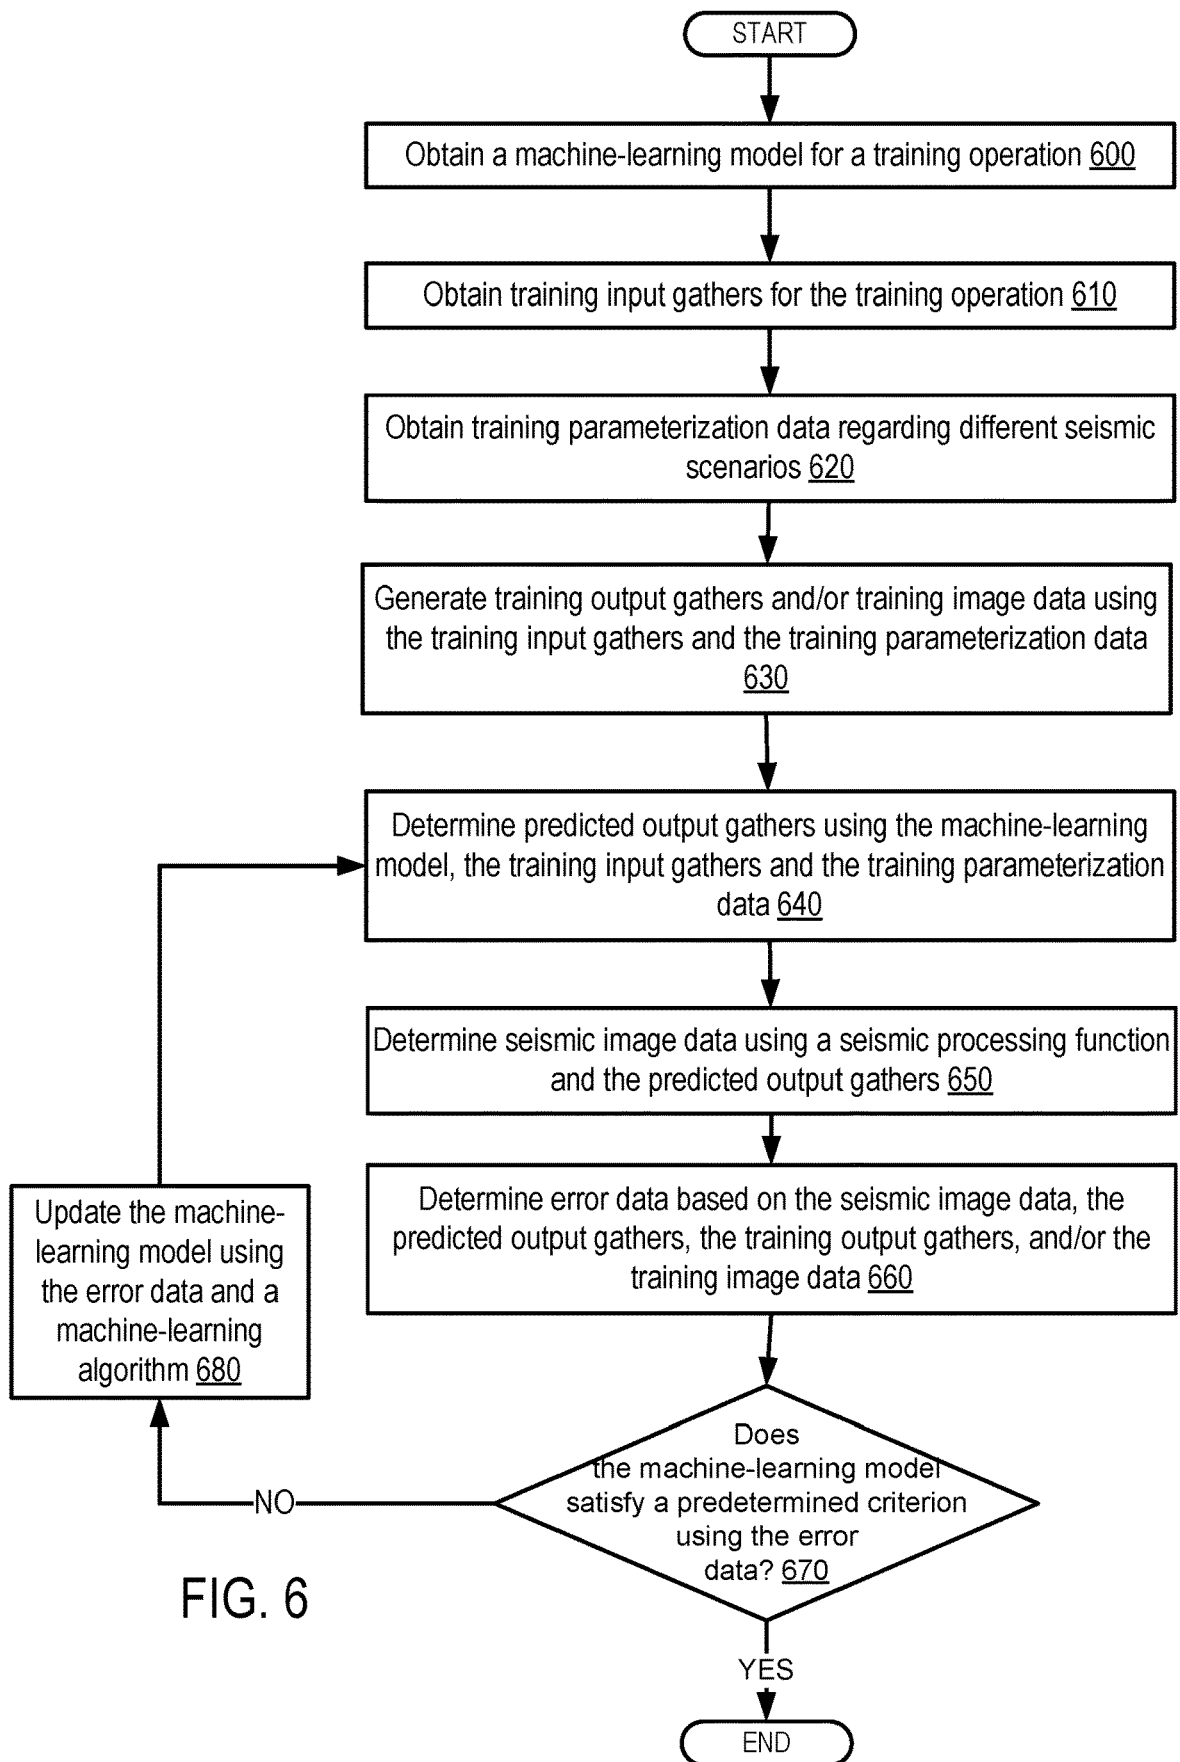 START
Obtain a machine-learning model for a training operation 600
Obtain training input gathers for the training operation 610
Obtain training parameterization data regarding different seismic
scenarios 620
Generate training output gathers and/or training image data using
the training input gathers and the training parameterization data
630
Determine predicted output gathers using the machine-learning
model, the training input gathers and the training parameterization
data 640
Determine seismic image data using a seismic processing function
and the predicted output gathers 650
Determine error data based on the seismic image data, the
predicted output gathers, the training output gathers, and/or the
training image data 660
Update the machine-
learning model using
the error data and a
machine-learning
algorithm 680
Does
the machine-learning model
satisfy a predetermined criterion
using the error
data? 670
NO
FIG. 6
YES
END